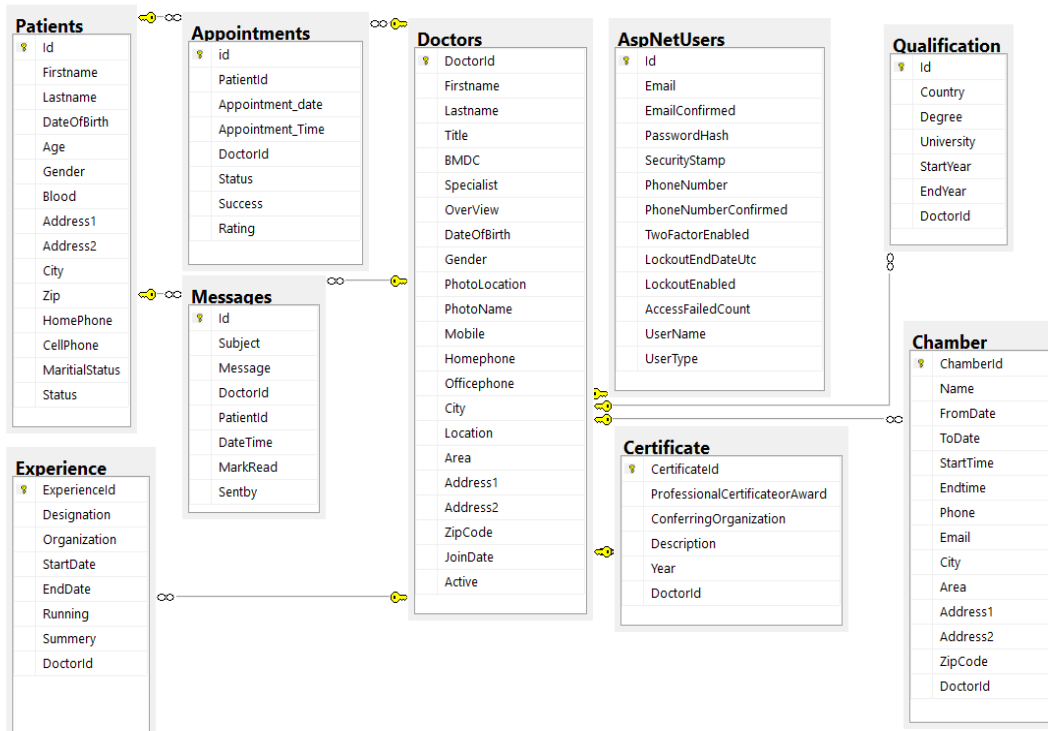 Patients
Id
Firstname
Lastname
DateOfBirth
Age
Gender
Blood
Address1
Address2
City
Zip
HomePhone
CellPhone
MaritialStatus
Status
Appointments
id
PatientId
Appointment_date
Appointment_Time
DoctorId
Status
Success
Rating
Messages
Id
Subject
Message
DoctorId
PatientId
DateTime
MarkRead
Sentby
Experience
ExperienceId
Designation
Organization
StartDate
EndDate
Running
Summery
DoctorId
Doctors
DoctorId
Firstname
Lastname
Title
BMDC
Specialist
OverView
DateOfBirth
Gender
PhotoLocation
PhotoName
Mobile
Homephone
Officephone
City
Location
Area
Address1
Address2
ZipCode
JoinDate
Active
AspNetUsers
Id
Email
EmailConfirmed
PasswordHash
SecurityStamp
PhoneNumber
PhoneNumberConfirmed
TwoFactorEnabled
LockoutEndDateUtc
LockoutEnabled
AccessFailedCount
UserName
UserType
Certificate
CertificateId
ProfessionalCertificateorAward
ConferringOrganization
Description
Year
DoctorId
Qualification
Id
Country
Degree
University
StartYear
EndYear
DoctorId
Chamber
ChamberId
Name
FromDate
ToDate
StartTime
Endtime
Phone
Email
City
Area
Address1
Address2
ZipCode
DoctorId